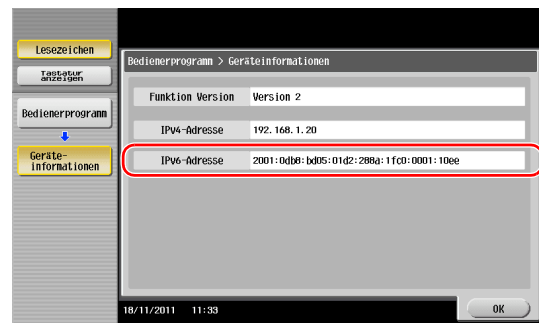 Lesezeichen
Tastatur
anzeigen
Bedienerprogramm
Geräte-
informationen
Bedienerprogramm > Geräteinformationen
Funktion Version Version 2
IPv4-Adresse 192.168.1.20
IPv6-Adresse 2001:0db8:bd05:01d2:288a:1fc0:0001:10ee
18/11/2011 11:33
OK